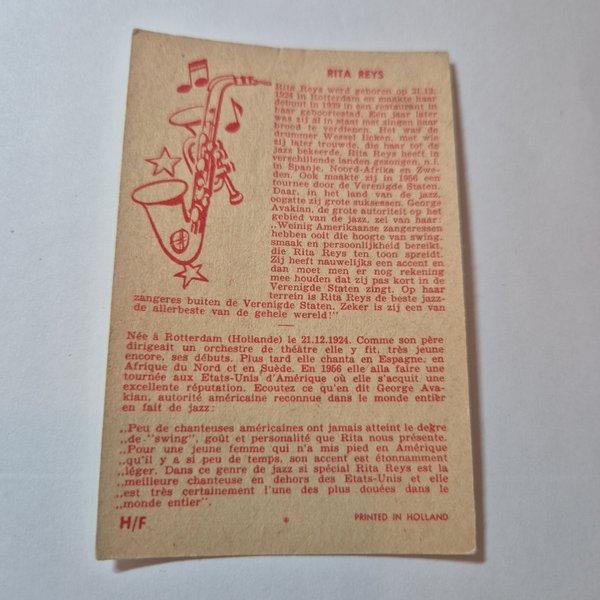 RITA REYS
Rita Reys werd geboren op 21.12.
1924 in Rotterdam en maakte haar
debuut in 1939 in een restaurant in
haar geboortestad. Een jaar later
was zij al in staat met zingen haar
brood te verdienen. Het was de
drummer Wessel Ilcken, met wie
zij later trouwde, die haar tot de
jazz bekeerde. Rita Reys heeft in
verschillende landen gezongen, n.l.
in Spanje, Noord-Afrika en Zwe-
den. Ook maakte zij in 1956 een
tournee door de Verenigde Staten.
Daar, in het land van de jazz,
oogstte zij grote suksessen. George
Avakian, de grote autoriteit op het
gebied van de jazz, zei van haar:
„Weinig Amerikaanse zangeressen
hebben ooit die hoogte van swing,
smaak en persoonlijkheid bereikt,
die Rita Reys ten toon spreidt.
Zij heeft nauwelijks een accent en
dan moet men er nog rekening
mee houden dat zij pas kort in de
Verenigde Staten zingt. Op haar
terrein is Rita Reys de beste jazz-
zangeres buiten de Verenigde Staten. Zeker is zij een van
de allerbeste van de gehele wereld!"
Née à Rotterdam (Hollande) le 21.12.1924. Comme son père
dirigeait un orchestre de théâtre elle y fit, très jeune
encore, ses débuts. Plus tard elle chanta en Espagne, en
Afrique du Nord et en Suède. En 1956 elle alla faire une
tournée aux Etats-Unis d'Amérique où elle s'acquit une
excellente réputation. Ecoutez ce qu'en dit George Ava-
kian, autorité américaine reconnue dans le monde entier
en fait de jazz:
„Peu de chanteuses américaines ont jamais atteint le degre
„de "swing", goût et personalité que Rita nous présente.
„Pour une jeune femme qui n'a mis pied en Amérique
„qu'il y a si peu de temps, son accent est étonnamment
„léger. Dans ce genre de jazz si spécial Rita Reys est la
„meilleure chanteuse en dehors des Etats-Unis et elle
„est très certainement l'une des plus douées dans le
„monde entier".
H/F
*
PRINTED IN HOLLAND